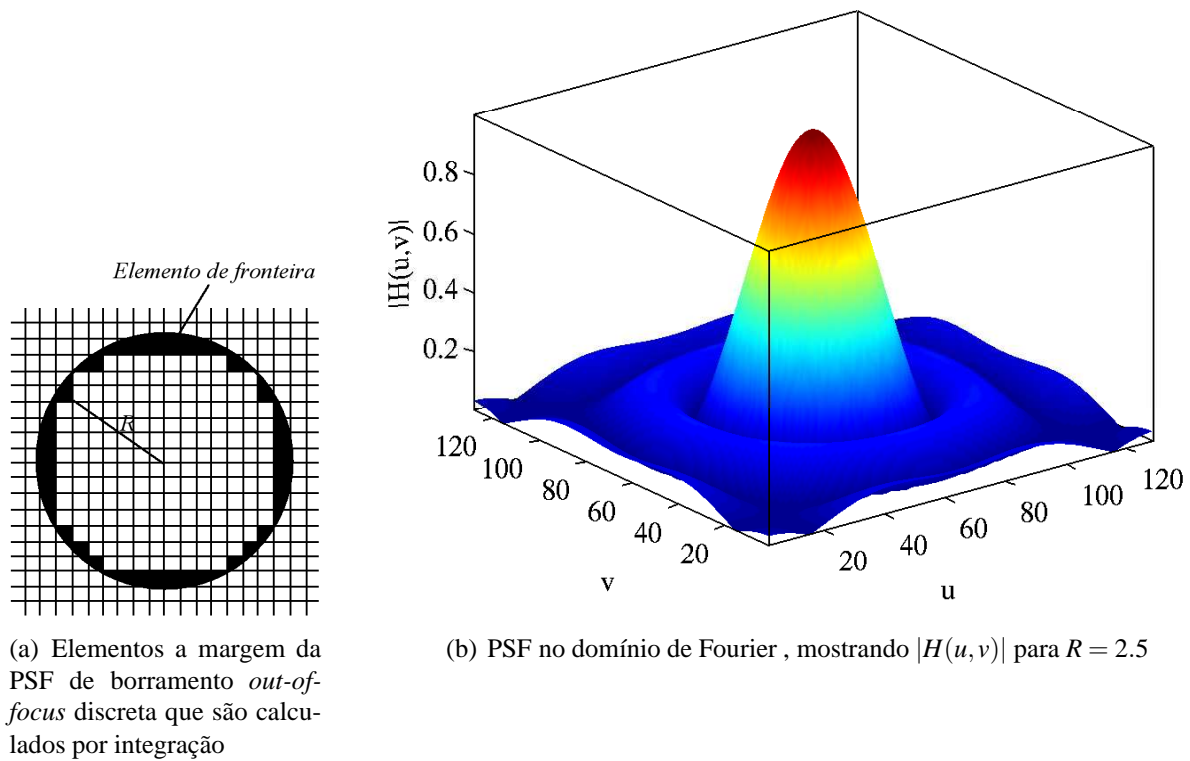 Elemento de fronteira
R
(a) Elementos a margem da
PSF de borramento out-of-
focus discreta que são calcu-
lados por integração
|H(u,v)|
0.8
0.6
0.4
0.2
120
100
80
60
40
20
v
20
40
60
80
100
120
u
(b) PSF no domínio de Fourier , mostrando |H(u,v)| para R = 2.5